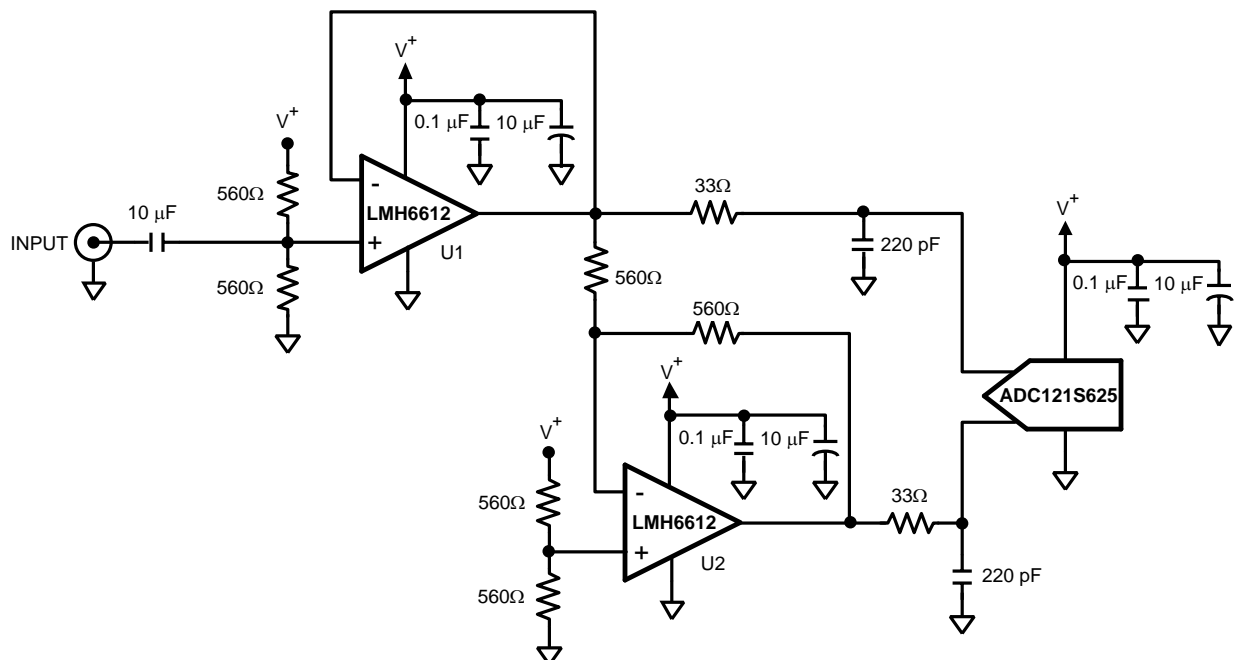 V+
0.1 μF
10 μF
V+
560Ω
10 μF
-
LMH6612
33Ω
V+
INPUT
+
U1
220 pF
560Ω
560Ω
0.1 μF
10 μF
560Ω
V+
ADC121S625
V+
0.1 μF
10 μF
560Ω
-
33Ω
LMH6612
+
U2
560Ω
220 pF